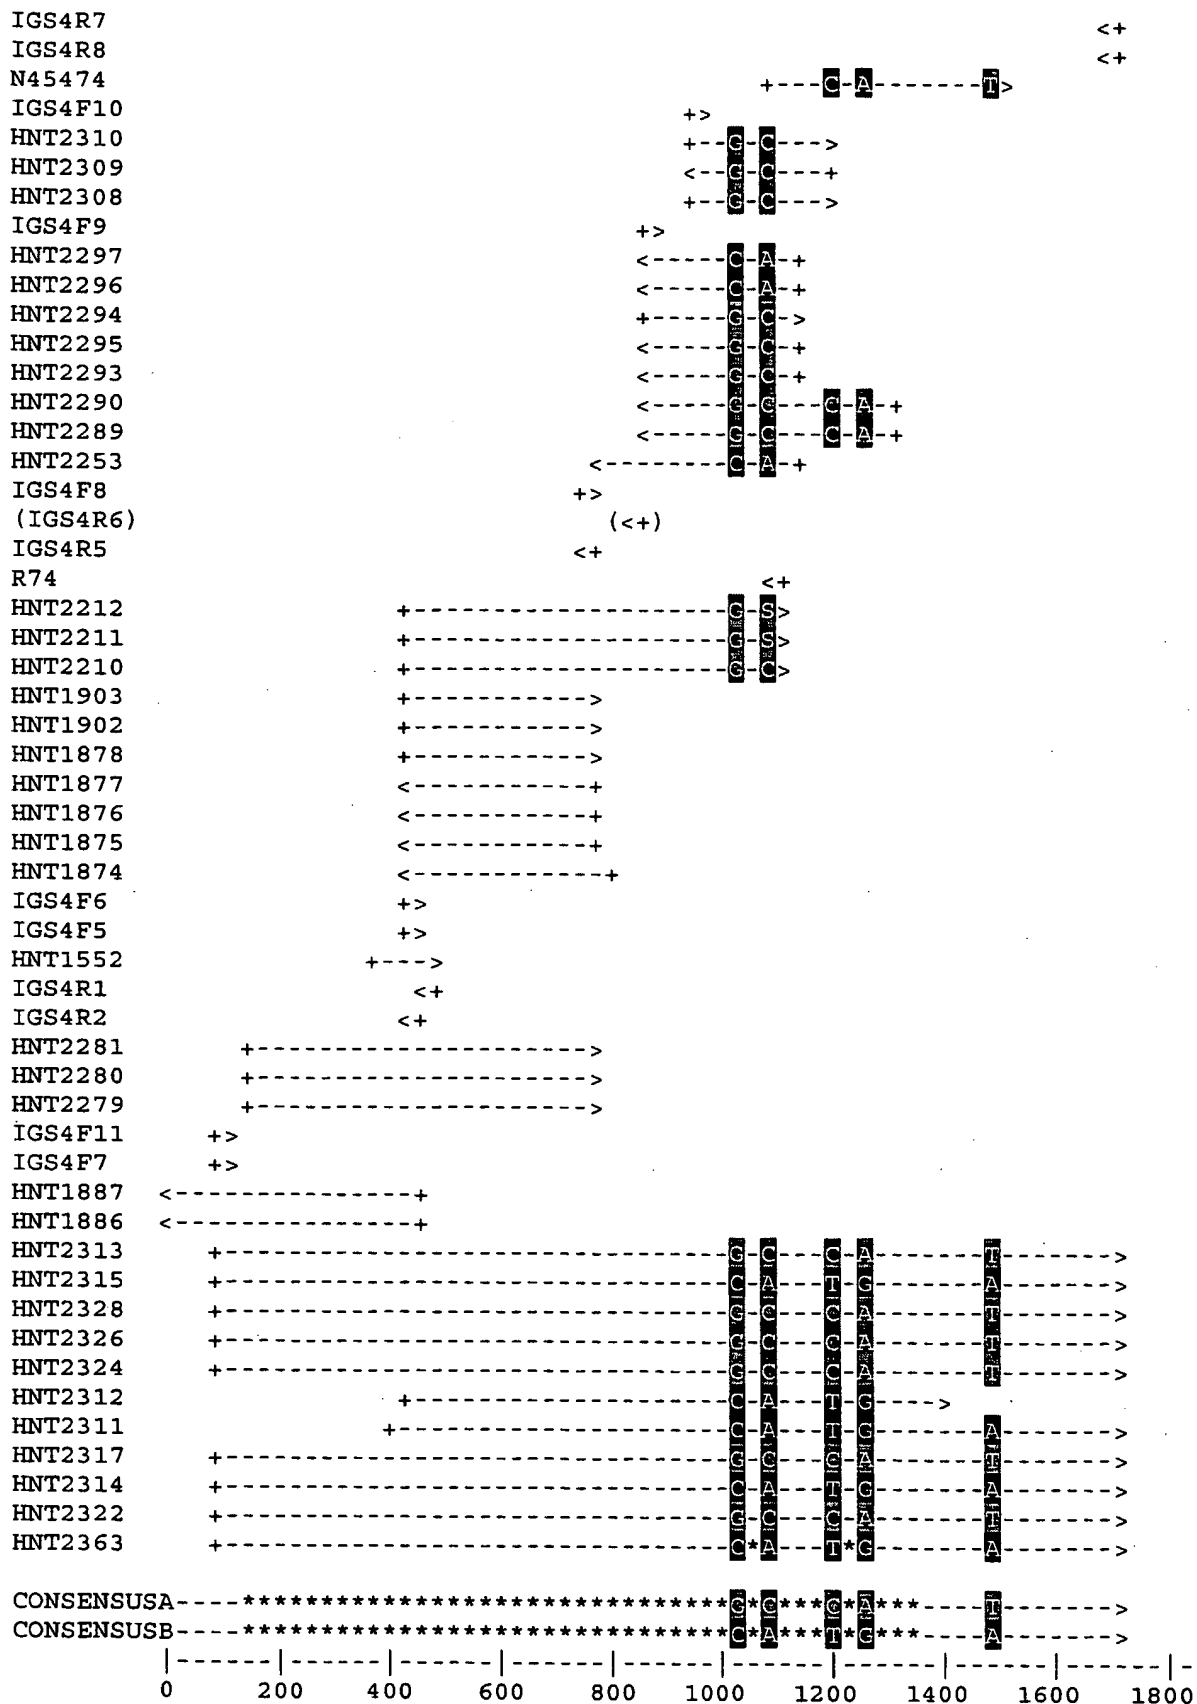 IGS4R7 <+
IGS4R8 <+
N45474 +---C-A-------T>
IGS4F10 +>
HNT2310 +--G-C--->
HNT2309 <--G-C---+
HNT2308 +--G-C--->
IGS4F9 +>
HNT2297 <-----C-A-+
HNT2296 <-----C-A-+
HNT2294 +-----G-C->
HNT2295 <-----G-C-+
HNT2293 <-----G-C-+
HNT2290 <-----G-C---C-A-+
HNT2289 <-----G-C---C-A-+
HNT2253 <--------C-A-+
IGS4F8 +>
(IGS4R6) (<+)
IGS4R5 <+
R74 <+
HNT2212 +--------------------G-S>
HNT2211 +--------------------G-S>
HNT2210 +--------------------G-C>
HNT1903 +----------->
HNT1902 +----------->
HNT1878 +----------->
HNT1877 <-----------+
HNT1876 <-----------+
HNT1875 <-----------+
HNT1874 <------------+
IGS4F6 +>
IGS4F5 +>
HNT1552 +--->
IGS4R1 <+
IGS4R2 <+
HNT2281 +--------------------->
HNT2280 +--------------------->
HNT2279 +--------------------->
IGS4F11 +>
IGS4F7 +>
HNT1887 <---------------+
HNT1886 <---------------+
HNT2313 +--------------------------------G-C---C-A-------T------->
HNT2315 +--------------------------------C-A---T-G-------A------->
HNT2328 +--------------------------------G-C---C-A-------T------->
HNT2326 +--------------------------------G-C---C-A-------T------->
HNT2324 +--------------------------------G-C---C-A-------T------->
HNT2312 +--------------------C-A---T-G---->
HNT2311 +---------------------C-A---T-G-------A------->
HNT2317 +--------------------------------G-C---C-A-------T------->
HNT2314 +--------------------------------C-A---T-G-------A------->
HNT2322 +--------------------------------G-C---C-A-------T------->
HNT2363 +--------------------------------C*A---T*G-------A------->
CONSENSUSA----*******************************G*C***C*A***----T------->
CONSENSUSB----*******************************C*A***T*G***----A------->
|------|------|------|------|------|------|------|------|------|-
0 200 400 600 800 1000 1200 1400 1600 1800